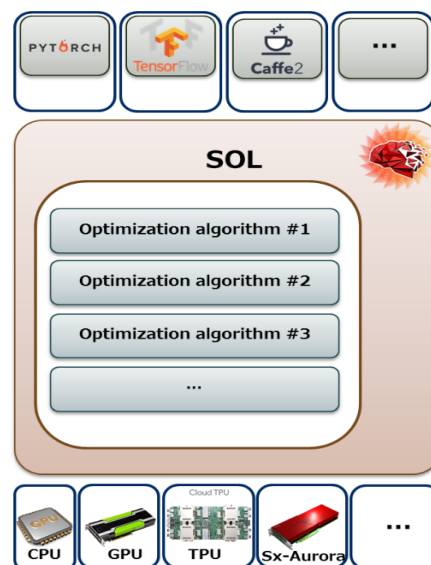 PYTORCH
TensorFlow
Caffe2
...
SOL
Optimization algorithm #1
Optimization algorithm #2
Optimization algorithm #3
...
Cloud TPU
CPU
CPU
GPU
TPU
Sx-Aurora
...